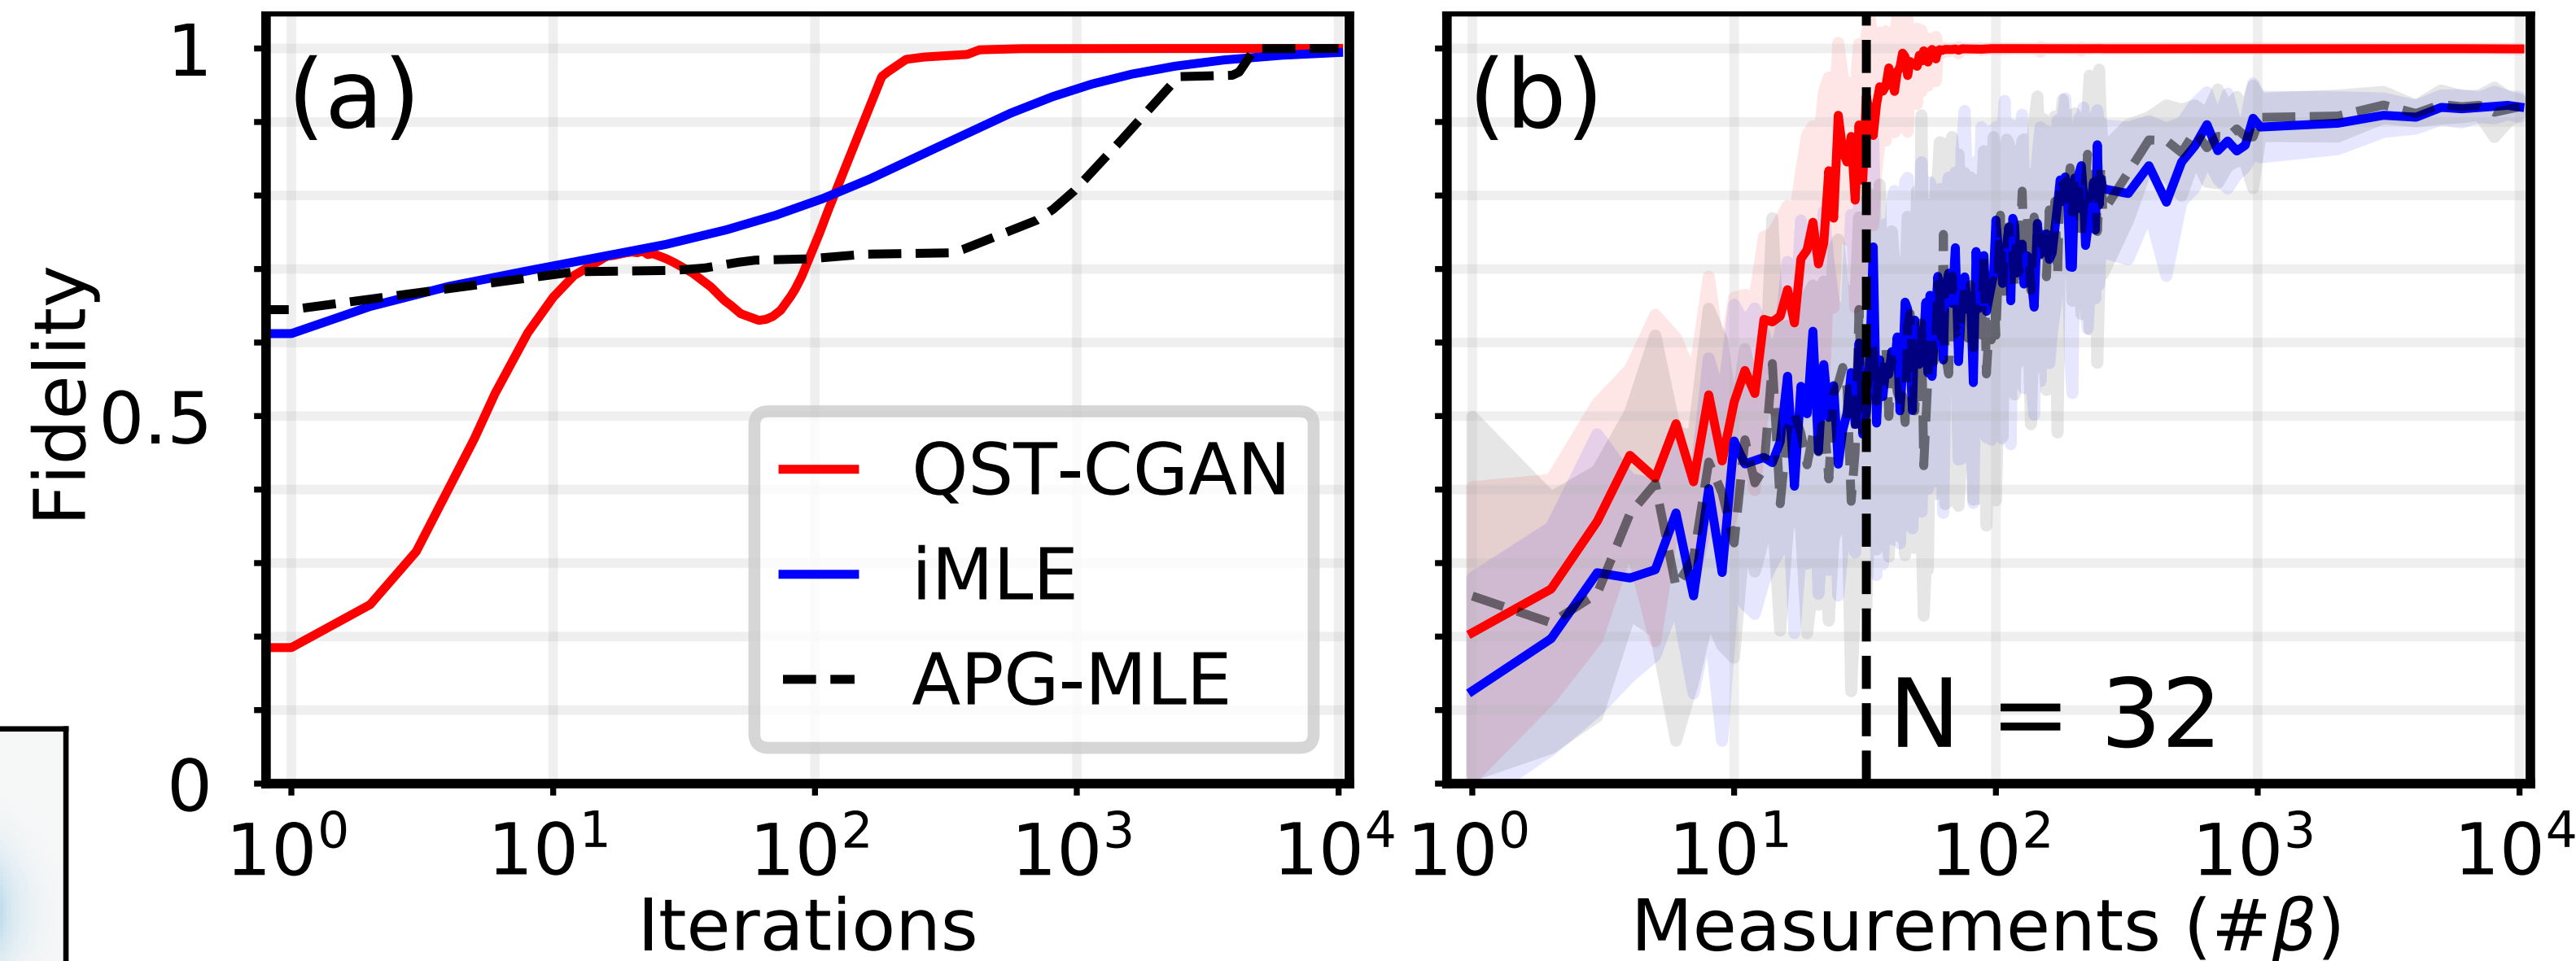 (a)
(b)
Fidelity
1
0.5
0
QST-CGAN
iMLE
APG-MLE
N = 32
10⁰ 10¹ 10² 10³ 10⁴
10⁰ 10¹ 10² 10³ 10⁴
Iterations
Measurements (#β)